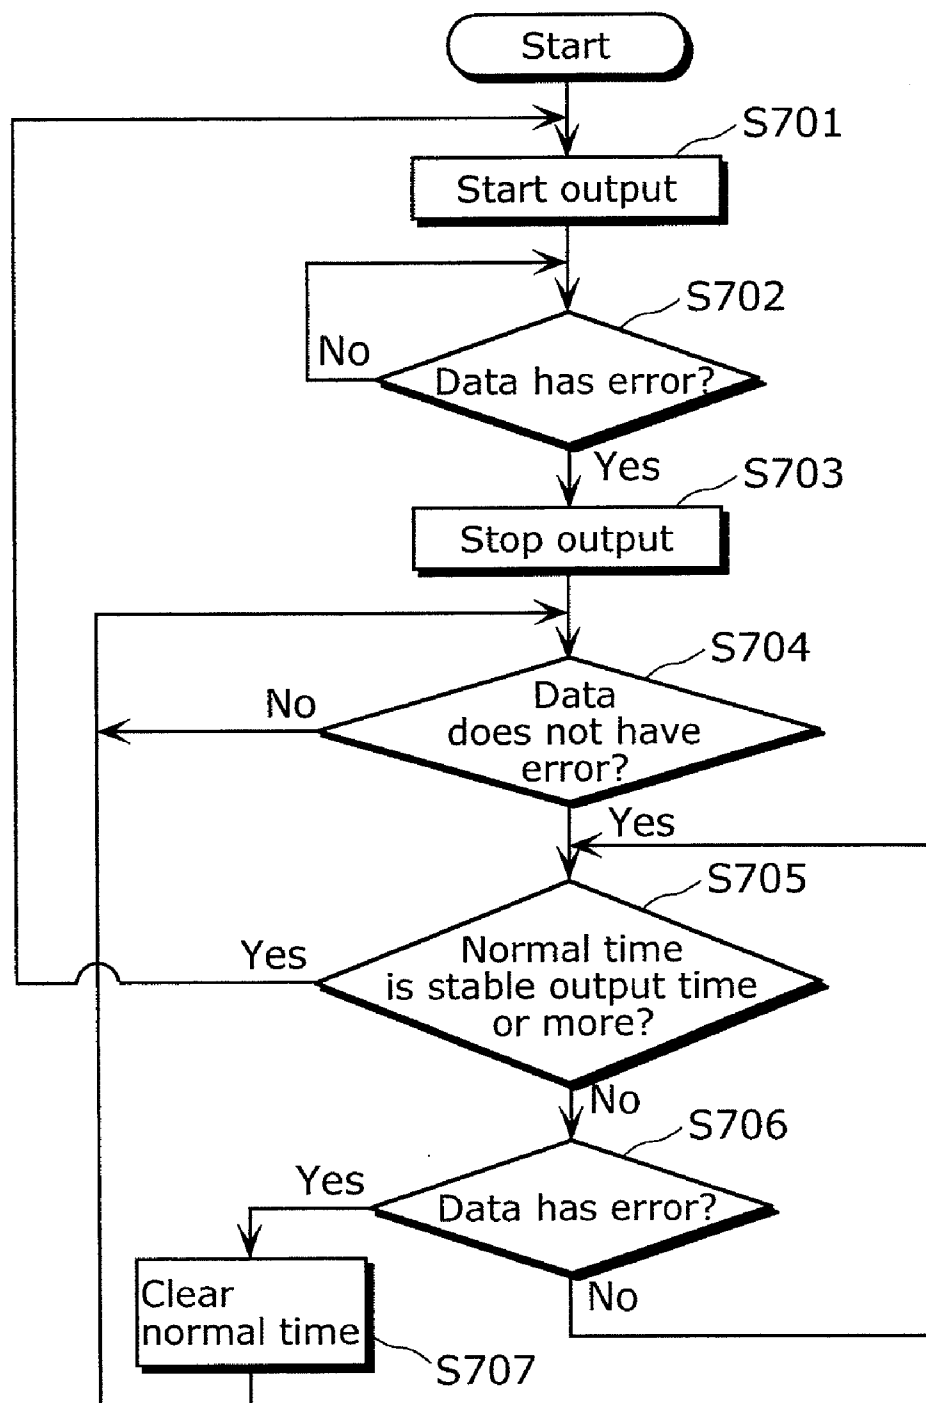 Start
S701
Start output
S702
No
Data has error?
Yes
S703
Stop output
S704
No
Data
does not have
error?
Yes
S705
Yes
Normal time
is stable output time
or more?
No
S706
Yes
Data has error?
No
Clear
normal time
S707